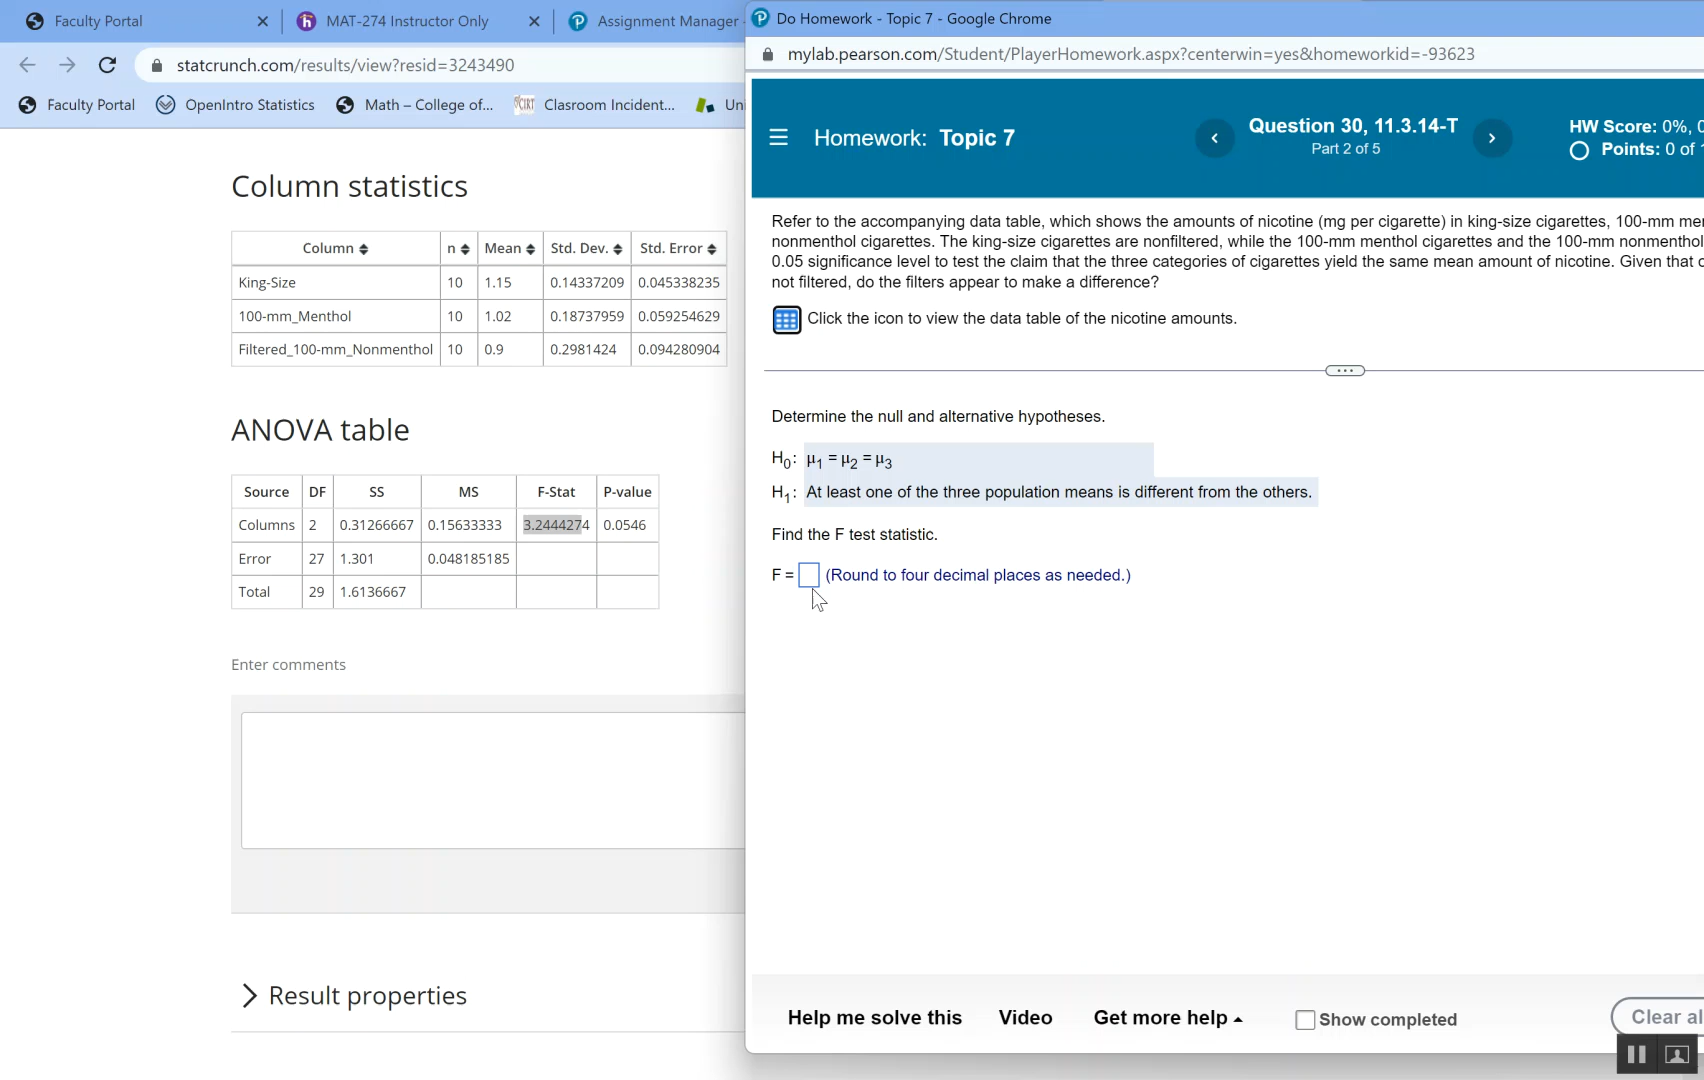 Faculty Portal
MAT-274 Instructor Only
Assignment Manager
statcrunch.com/results/view?resid=3243490
Faculty Portal
OpenIntro Statistics
Math – College of...
Clasroom Incident...
Column statistics
Column n Mean Std. Dev. Std. Error
King-Size 10 1.15 0.14337209 0.045338235
100-mm_Menthol 10 1.02 0.18737959 0.059254629
Filtered_100-mm_Nonmenthol 10 0.9 0.2981424 0.094280904
ANOVA table
Source DF SS MS F-Stat P-value
Columns 2 0.31266667 0.15633333 3.2444274 0.0546
Error 27 1.301 0.048185185
Total 29 1.6136667
Enter comments
Result properties
Do Homework - Topic 7 - Google Chrome
mylab.pearson.com/Student/PlayerHomework.aspx?centerwin=yes&homeworkid=-93623
Homework: Topic 7
Question 30, 11.3.14-T
Part 2 of 5
HW Score: 0%,
Points: 0 of
Refer to the accompanying data table, which shows the amounts of nicotine (mg per cigarette) in king-size cigarettes, 100-mm
nonmenthol cigarettes. The king-size cigarettes are nonfiltered, while the 100-mm menthol cigarettes and the 100-mm nonmenthol
0.05 significance level to test the claim that the three categories of cigarettes yield the same mean amount of nicotine. Given that
not filtered, do the filters appear to make a difference?
Click the icon to view the data table of the nicotine amounts.
Determine the null and alternative hypotheses.
H0: μ1 = μ2 = μ3
H1: At least one of the three population means is different from the others.
Find the F test statistic.
F = (Round to four decimal places as needed.)
Help me solve this
Video
Get more help
Show completed
Clear al